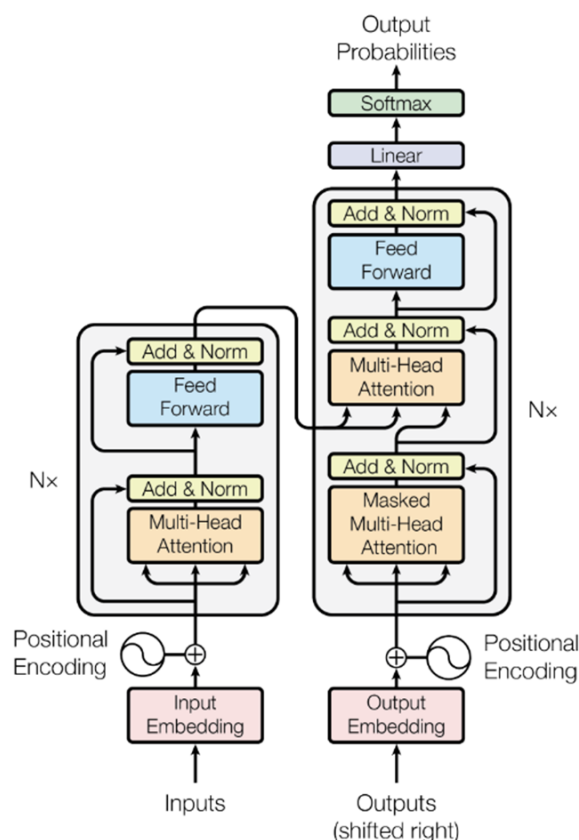 Output
Probabilities
Softmax
Linear
Add & Norm
Feed
Forward
Add & Norm
Multi-Head
Attention
Nx
Add & Norm
Masked
Multi-Head
Attention
Add & Norm
Feed
Forward
Nx
Add & Norm
Multi-Head
Attention
Positional
Encoding
Positional
Encoding
Input
Embedding
Output
Embedding
Inputs
Outputs
(shifted right)